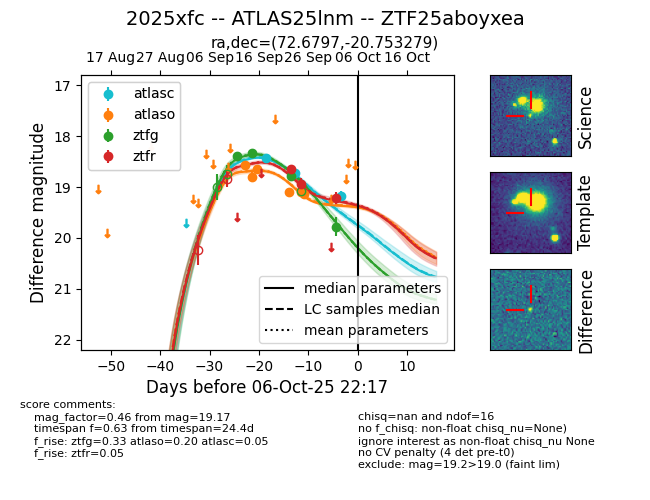 2025xfc -- ATLAS25lnm -- ZTF25aboyxea
ra,dec=(72.6797,-20.753279)
17 Aug 27 Aug 06 Sep 16 Sep 26 Sep 06 Oct 16 Oct
17
18
19
20
21
22
Difference magnitude
atlasc
atlaso
ztfg
ztfr
median parameters
LC samples median
mean parameters
−50 −40 −30 −20 −10 0 10
Days before 06-Oct-25 22:17
Science
Template
Difference
score comments:
mag_factor=0.46 from mag=19.17
timespan f=0.63 from timespan=24.4d
f_rise: ztfg=0.33 atlaso=0.20 atlasc=0.05
f_rise: ztfr=0.05
chisq=nan and ndof=16
no f_chisq: non-float chisq_nu=None)
ignore interest as non-float chisq_nu None
no CV penalty (4 det pre-t0)
exclude: mag=19.2>19.0 (faint lim)